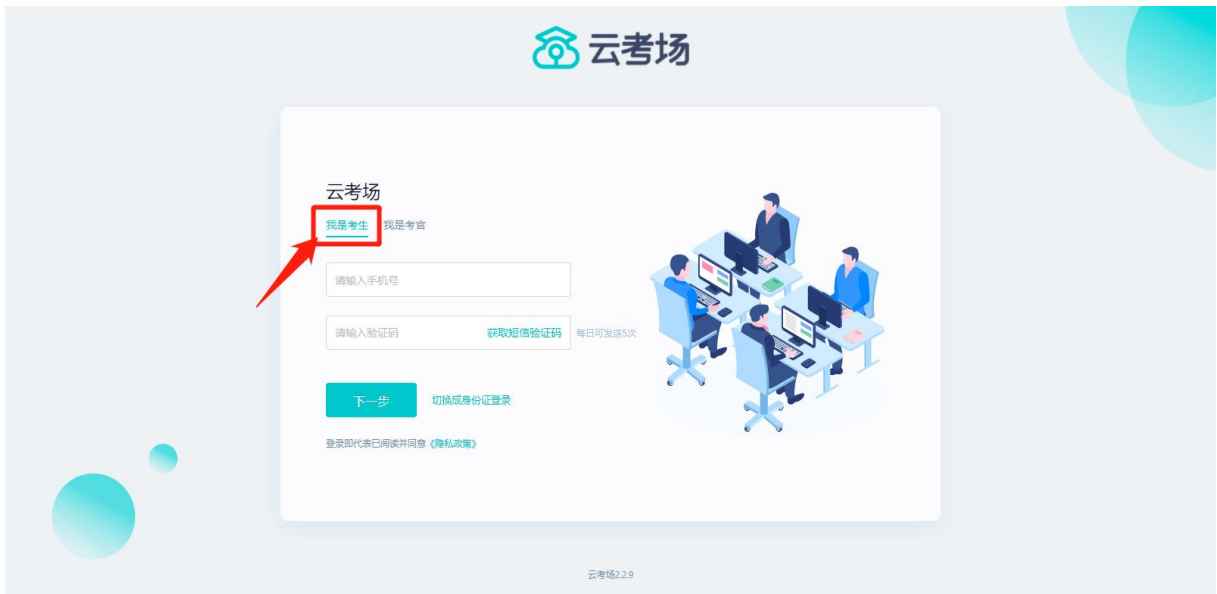 云考场
云考场
我是考生 我是考官
请输入手机号
请输入验证码 获取短信验证码 每日可发送5次
下一步 切换成身份证登录
登录即代表已阅读并同意《隐私政策》
云考场2.2.9